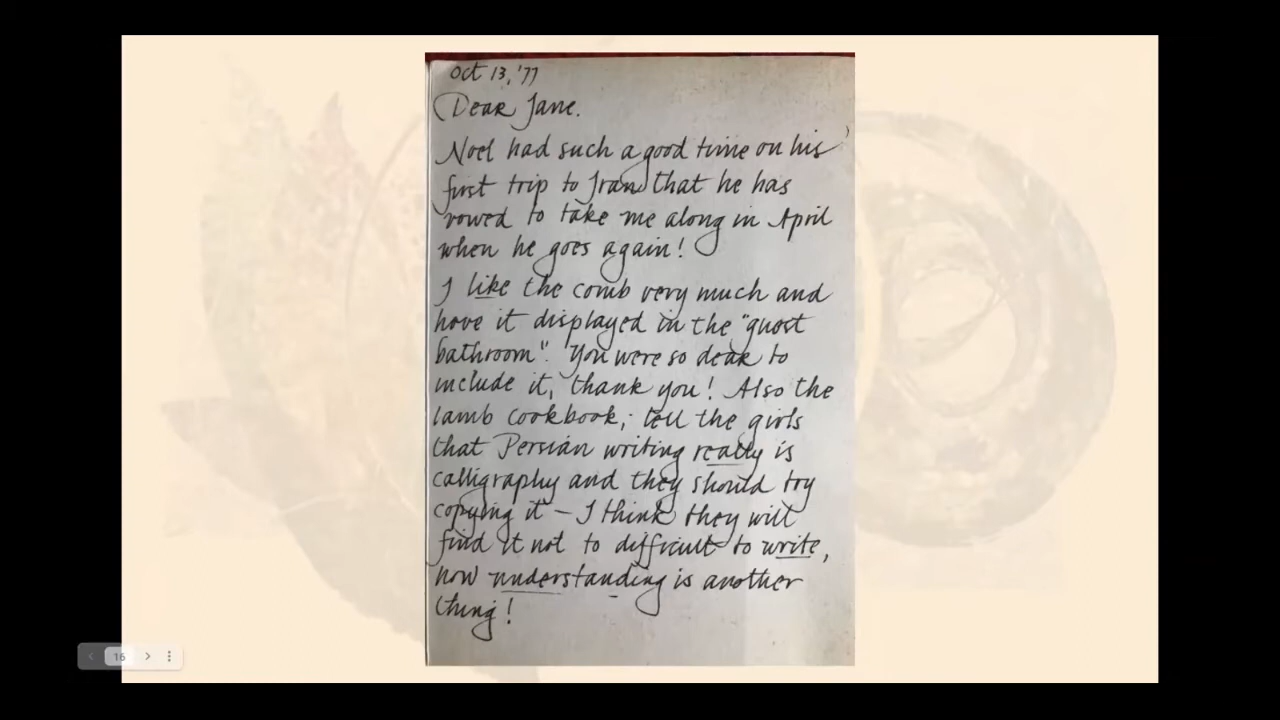 Oct 13, '77
Dear Jane.
Noel had such a good time on his
first trip to Iran that he has
vowed to take me along in April
when he goes again!
I like the comb very much and
have it displayed in the "guest
bathroom". You were so dear to
include it, thank you! Also the
lamb cookbook; tell the girls
that Persian writing really is
calligraphy and they should try
copying it - I think they will
find it not to difficult to write,
now understanding is another
thing!
16